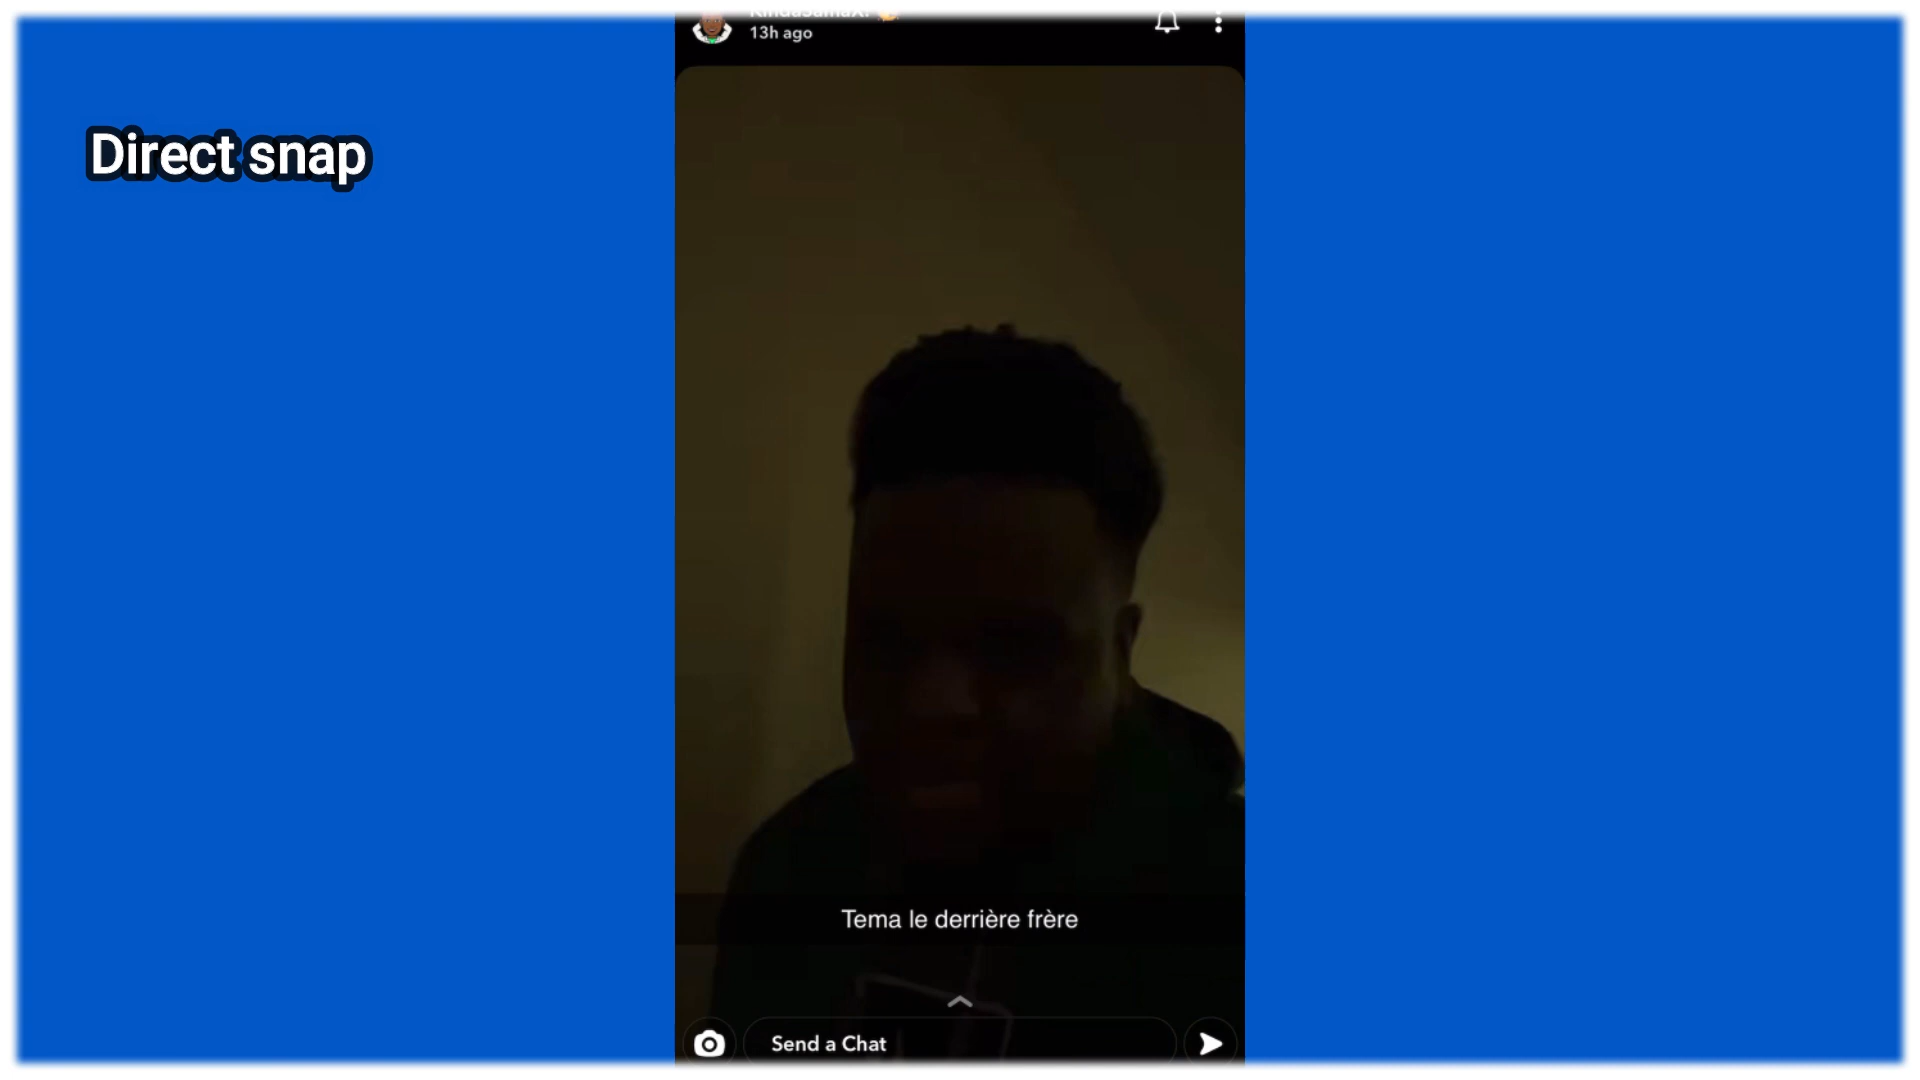 13h ago
Direct snap
Tema le derrière frère
Send a Chat